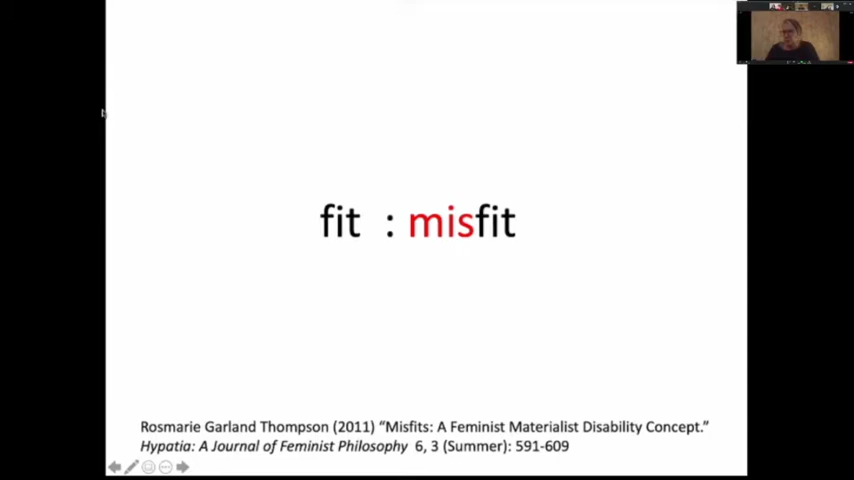 fit : misfit
Rosmarie Garland Thompson (2011) “Misfits: A Feminist Materialist Disability Concept.”
Hypatia: A Journal of Feminist Philosophy 6, 3 (Summer): 591-609